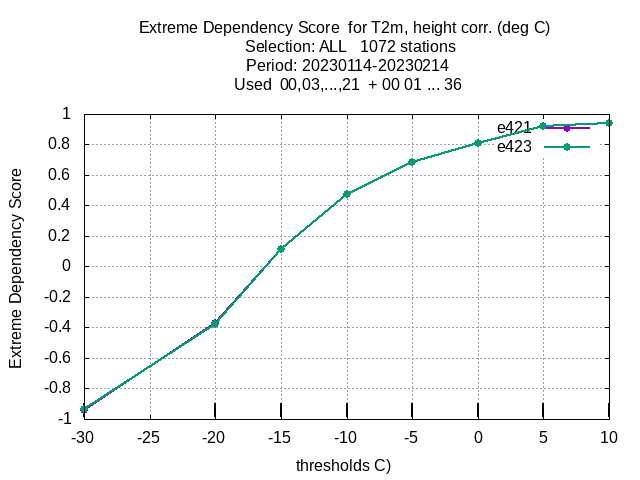 Extreme Dependency Score  for T2m, height corr. (deg C)
Selection: ALL   1072 stations
Period: 20230114-20230214
Used  00,03,...,21  + 00 01 ... 36
Extreme Dependency Score
1
0.8
0.6
0.4
0.2
0
-0.2
-0.4
-0.6
-0.8
-1
e421
e423
-30 -25 -20 -15 -10 -5 0 5 10
thresholds C)